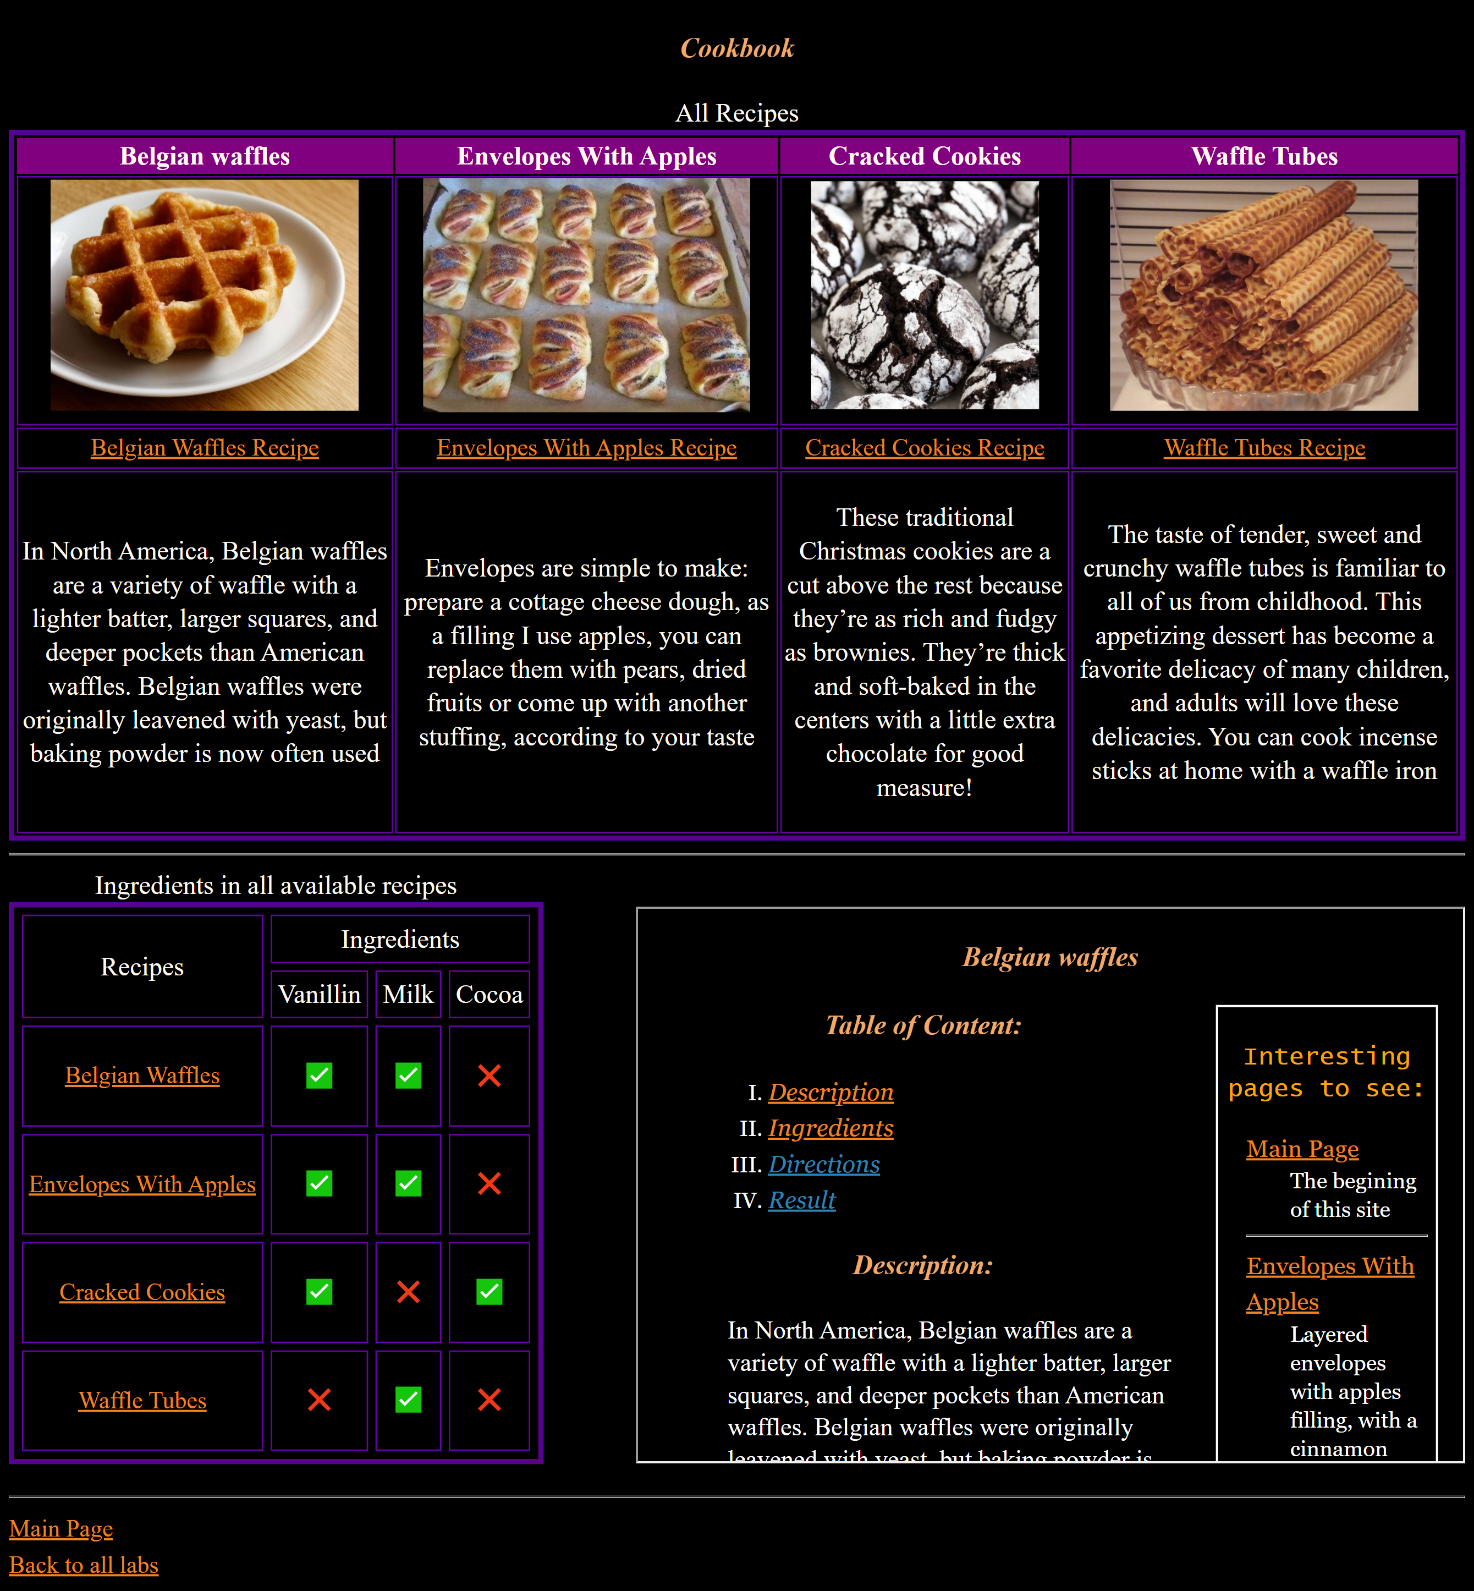 Cookbook
All Recipes
Belgian waffles
Envelopes With Apples
Cracked Cookies
Waffle Tubes
Belgian Waffles Recipe
Envelopes With Apples Recipe
Cracked Cookies Recipe
Waffle Tubes Recipe
In North America, Belgian waffles
are a variety of waffle with a
lighter batter, larger squares, and
deeper pockets than American
waffles. Belgian waffles were
originally leavened with yeast, but
baking powder is now often used
Envelopes are simple to make:
prepare a cottage cheese dough, as
a filling I use apples, you can
replace them with pears, dried
fruits or come up with another
stuffing, according to your taste
These traditional
Christmas cookies are a
cut above the rest because
they’re as rich and fudgy
as brownies. They’re thick
and soft-baked in the
centers with a little extra
chocolate for good
measure!
The taste of tender, sweet and
crunchy waffle tubes is familiar to
all of us from childhood. This
appetizing dessert has become a
favorite delicacy of many children,
and adults will love these
delicacies. You can cook incense
sticks at home with a waffle iron
Ingredients in all available recipes
Recipes
Ingredients
Vanillin
Milk
Cocoa
Belgian Waffles
Envelopes With Apples
Cracked Cookies
Waffle Tubes
Belgian waffles
Table of Content:
I. Description
II. Ingredients
III. Directions
IV. Result
Description:
In North America, Belgian waffles are a
variety of waffle with a lighter batter, larger
squares, and deeper pockets than American
waffles. Belgian waffles were originally
leavened with yeast, but baking powder is
Interesting
pages to see:
Main Page
The begining
of this site
Envelopes With
Apples
Layered
envelopes
with apples
filling, with a
cinnamon
Main Page
Back to all labs